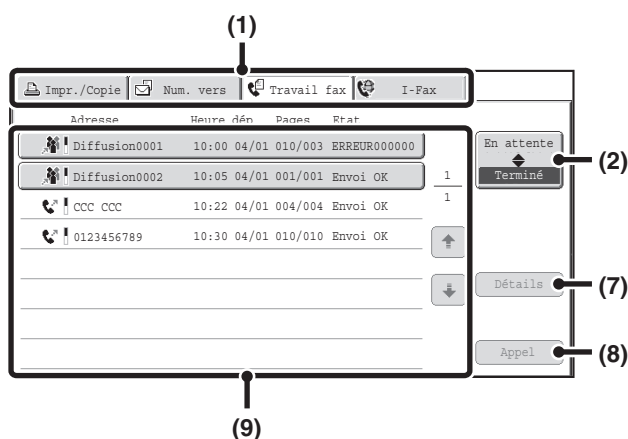 (1)
Impr./Copie Num. vers Travail fax I-Fax
Adresse Heure dép Pages Etat
Diffusion0001 10:00 04/01 010/003 ERREUR000000
Diffusion0002 10:05 04/01 001/001 Envoi OK
CCC CCC 10:22 04/01 004/004 Envoi OK
0123456789 10:30 04/01 010/010 Envoi OK
1
1
En attente
Terminé
(2)
Détails
(7)
Appel
(8)
(9)